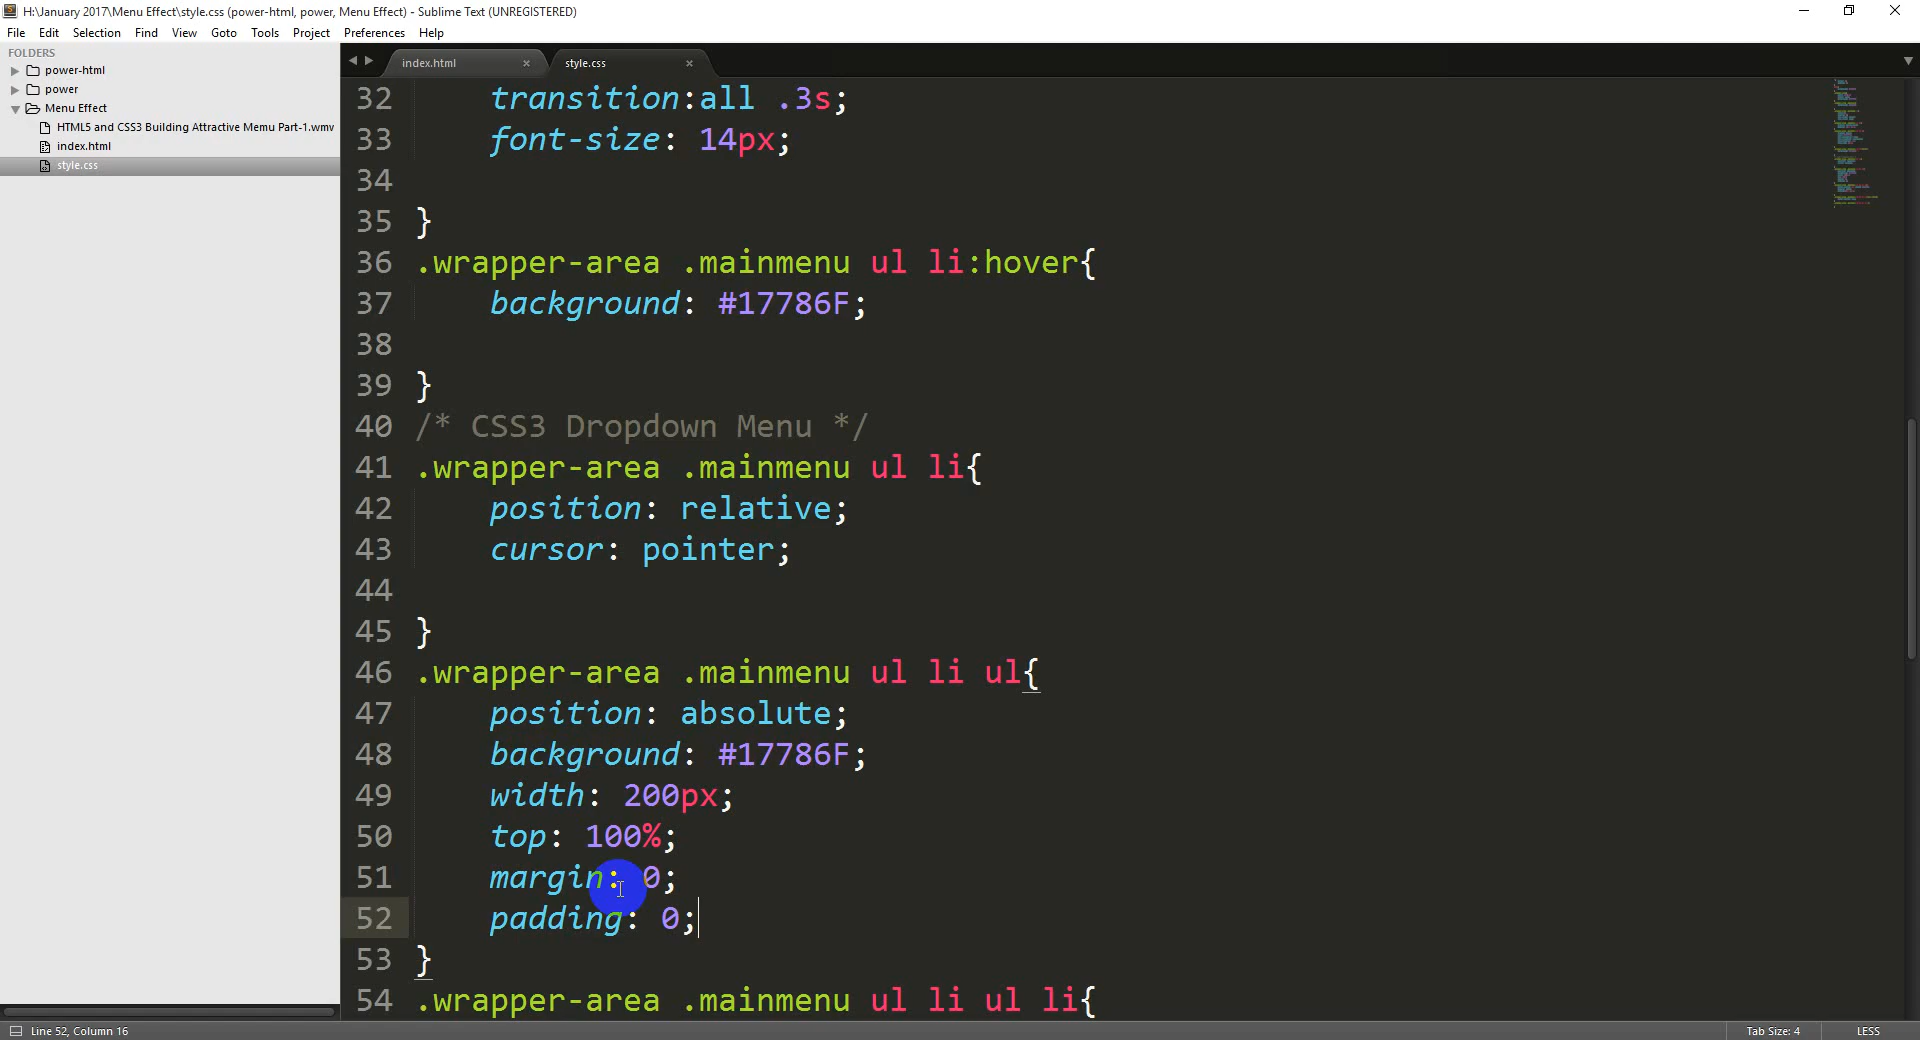 H:\January 2017\Menu Effect\style.css (power-html, power, Menu Effect) - Sublime Text (UNREGISTERED)
File Edit Selection Find View Goto Tools Project Preferences Help
FOLDERS
power-html
power
Menu Effect
HTML5 and CSS3 Building Attractive Memu Part-1.wmv
index.html
style.css
index.html style.css
32 transition:all .3s;
33 font-size: 14px;
34
35 }
36 .wrapper-area .mainmenu ul li:hover{
37 background: #17786F;
38
39 }
40 /* CSS3 Dropdown Menu */
41 .wrapper-area .mainmenu ul li{
42 position: relative;
43 cursor: pointer;
44
45 }
46 .wrapper-area .mainmenu ul li ul{
47 position: absolute;
48 background: #17786F;
49 width: 200px;
50 top: 100%;
51 margin: 0;
52 padding: 0;
53 }
54 .wrapper-area .mainmenu ul li ul li{
Line 52, Column 16 Tab Size: 4 LESS